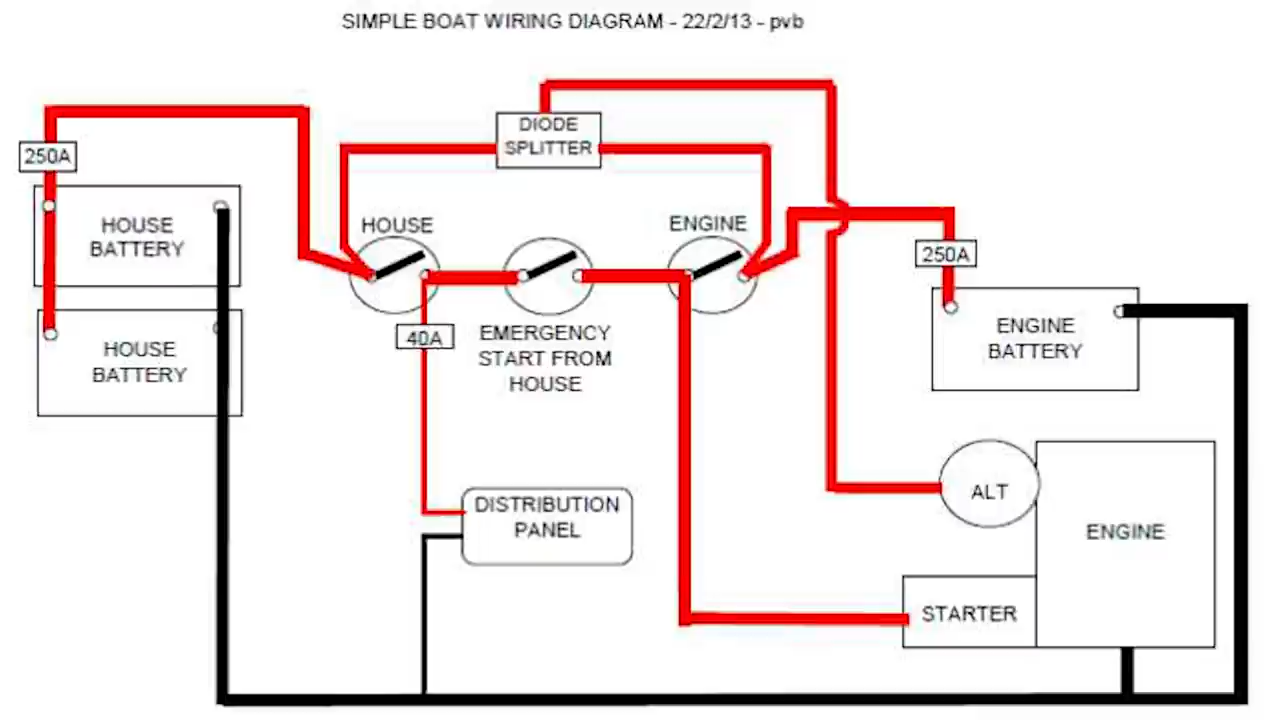 SIMPLE BOAT WIRING DIAGRAM - 22/2/13 - pvb
DIODE
SPLITTER
250A
HOUSE
BATTERY
HOUSE
ENGINE
250A
40A
EMERGENCY
START FROM
HOUSE
ENGINE
BATTERY
HOUSE
BATTERY
DISTRIBUTION
PANEL
ALT
ENGINE
STARTER